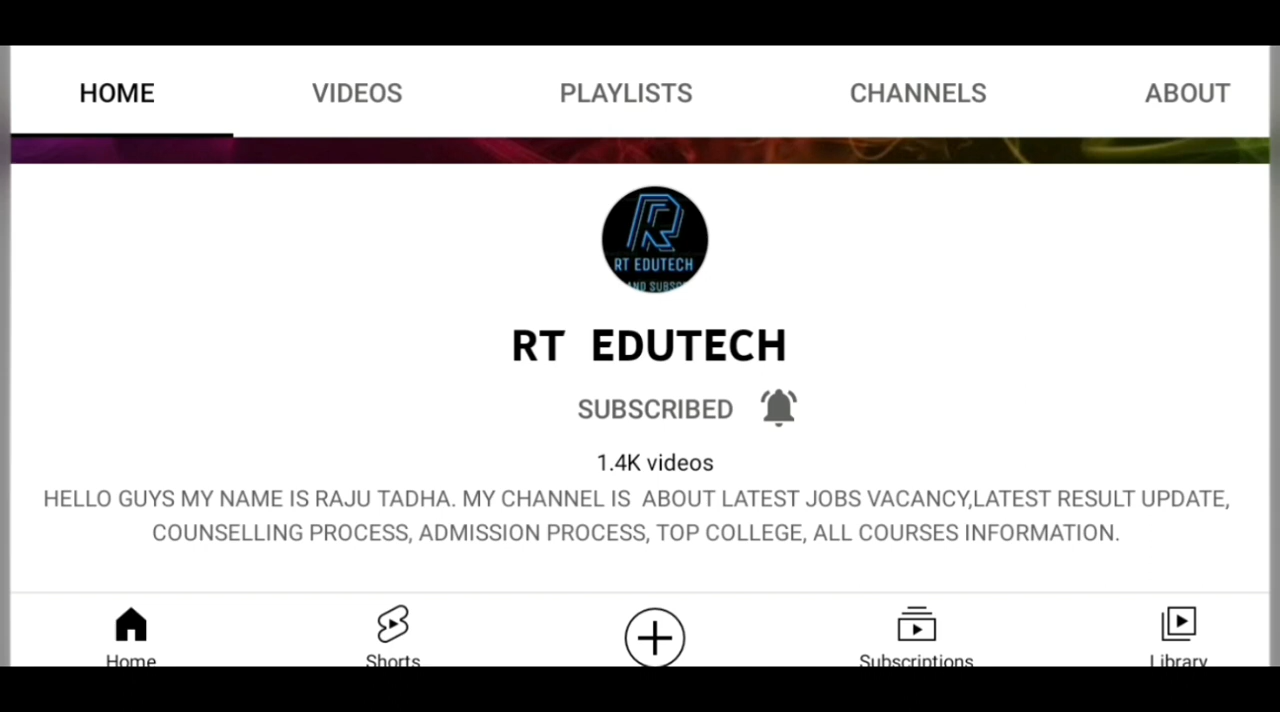 HOME VIDEOS PLAYLISTS CHANNELS ABOUT
RT EDUTECH
AND SUBSC
RT EDUTECH
SUBSCRIBED
1.4K videos
HELLO GUYS MY NAME IS RAJU TADHA. MY CHANNEL IS ABOUT LATEST JOBS VACANCY,LATEST RESULT UPDATE,
COUNSELLING PROCESS, ADMISSION PROCESS, TOP COLLEGE, ALL COURSES INFORMATION.
Home Shorts Subscriptions Library